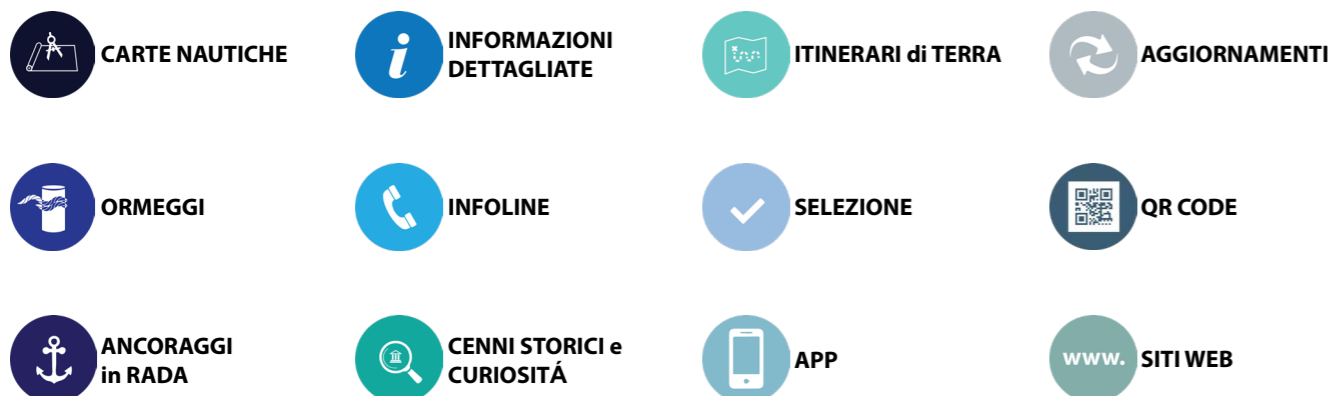 CARTE NAUTICHE
INFORMAZIONI
DETTAGLIATE
ITINERARI di TERRA
AGGIORNAMENTI
ORMEGGI
INFOLINE
SELEZIONE
QR CODE
ANCORAGGI
in RADA
CENNI STORICI e
CURIOSITÁ
APP
www.
SITI WEB